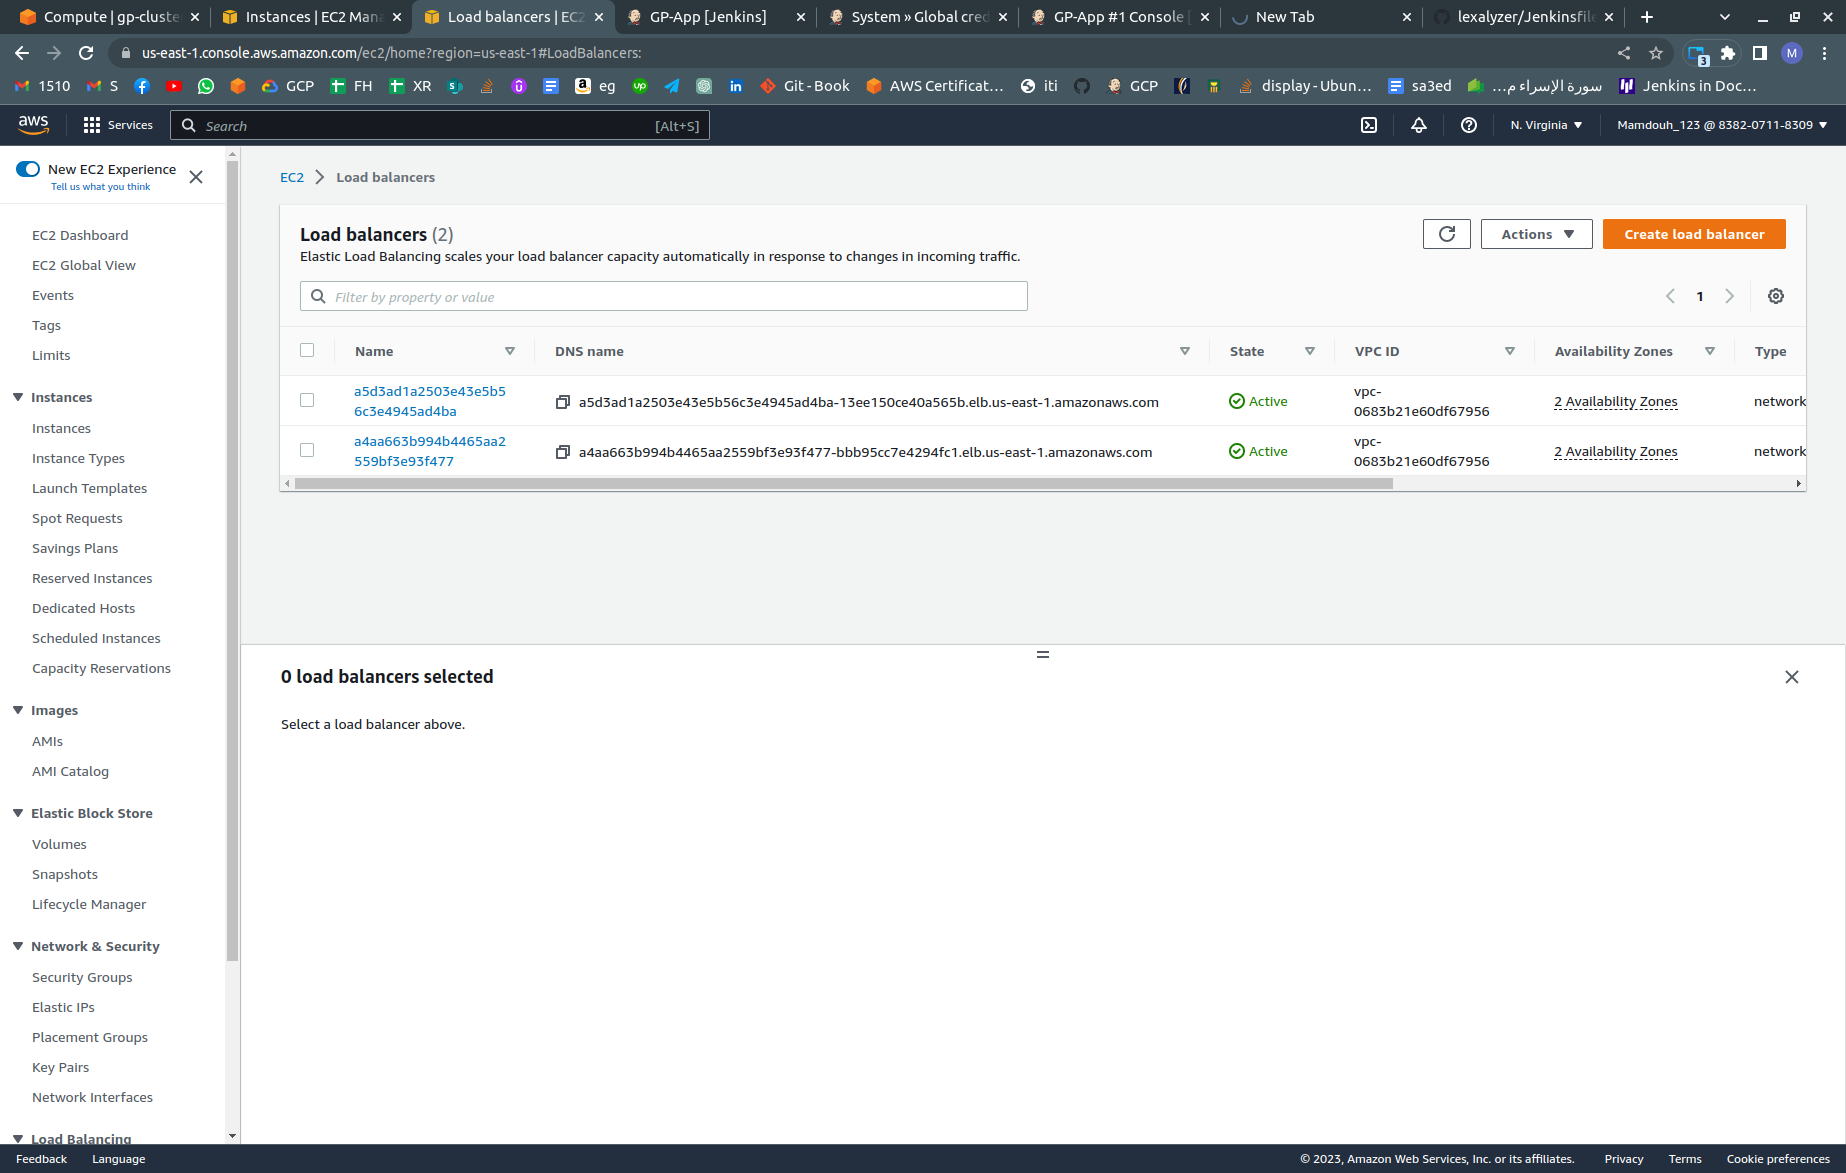 Compute | gp-cluste
Instances | EC2 Mana
Load balancers | EC2
GP-App [Jenkins]
System » Global cred
GP-App #1 Console [
New Tab
lexalyzer/Jenkinsfile
us-east-1.console.aws.amazon.com/ec2/home?region=us-east-1#LoadBalancers:
3
M
1510
S
GCP
FH
XR
eg
Git - Book
AWS Certificat...
iti
GCP
display - Ubun...
sa3ed
سورة الإسراء م...
Jenkins in Doc...
aws
Services
Search
[Alt+S]
N. Virginia
Mamdouh_123 @ 8382-0711-8309
New EC2 Experience
Tell us what you think
EC2 Dashboard
EC2 Global View
Events
Tags
Limits
Instances
Instances
Instance Types
Launch Templates
Spot Requests
Savings Plans
Reserved Instances
Dedicated Hosts
Scheduled Instances
Capacity Reservations
Images
AMIs
AMI Catalog
Elastic Block Store
Volumes
Snapshots
Lifecycle Manager
Network & Security
Security Groups
Elastic IPs
Placement Groups
Key Pairs
Network Interfaces
Load Balancing
EC2 > Load balancers
Load balancers (2)
Elastic Load Balancing scales your load balancer capacity automatically in response to changes in incoming traffic.
Actions
Create load balancer
Filter by property or value
1
Name DNS name State VPC ID Availability Zones Type
a5d3ad1a2503e43e5b5
6c3e4945ad4ba
a5d3ad1a2503e43e5b56c3e4945ad4ba-13ee150ce40a565b.elb.us-east-1.amazonaws.com
Active
vpc-
0683b21e60df67956
2 Availability Zones
network
a4aa663b994b4465aa2
559bf3e93f477
a4aa663b994b4465aa2559bf3e93f477-bbb95cc7e4294fc1.elb.us-east-1.amazonaws.com
Active
vpc-
0683b21e60df67956
2 Availability Zones
network
0 load balancers selected
Select a load balancer above.
Feedback
Language
© 2023, Amazon Web Services, Inc. or its affiliates.
Privacy
Terms
Cookie preferences